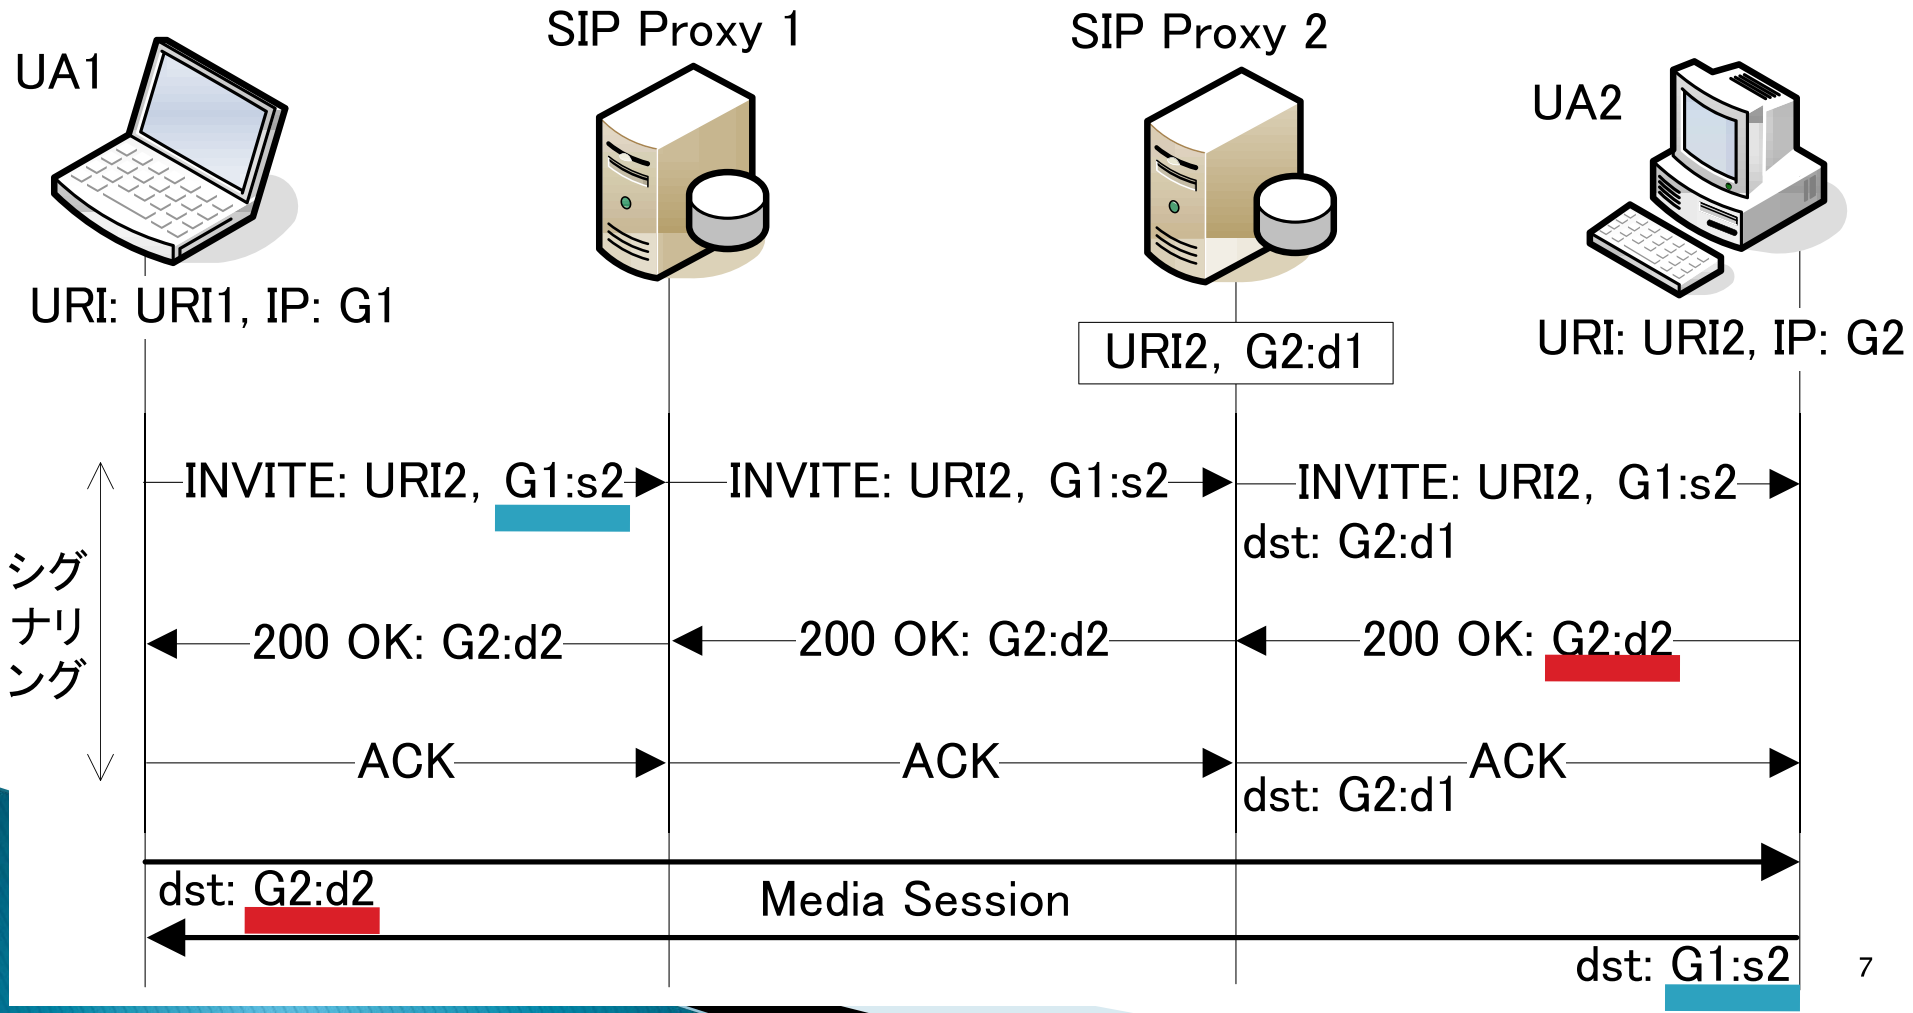 SIP Proxy 1
SIP Proxy 2
UA1
UA2
URI: URI1, IP: G1
URI2, G2:d1
URI: URI2, IP: G2
INVITE: URI2, G1:s2
INVITE: URI2, G1:s2
INVITE: URI2, G1:s2
dst: G2:d1
シグ
ナリ
ング
200 OK: G2:d2
200 OK: G2:d2
200 OK: G2:d2
ACK
ACK
ACK
dst: G2:d1
dst: G2:d2
Media Session
dst: G1:s2
7